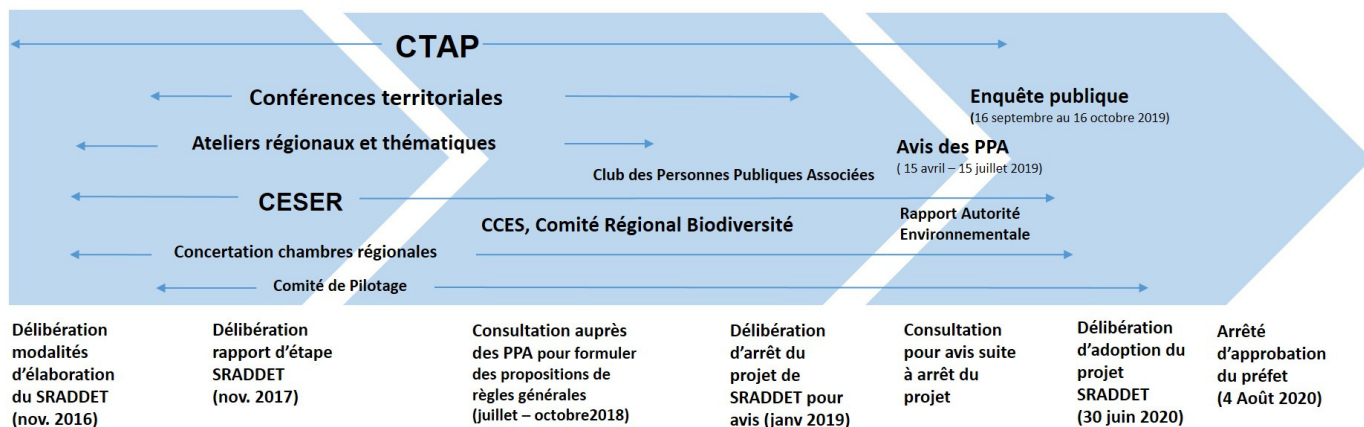 CTAP
Conférences territoriales
Enquête publique
(16 septembre au 16 octobre 2019)
Ateliers régionaux et thématiques
Avis des PPA
( 15 avril – 15 juillet 2019)
Club des Personnes Publiques Associées
CESER
CCES, Comité Régional Biodiversité
Rapport Autorité
Environnementale
Concertation chambres régionales
Comité de Pilotage
Délibération
modalités
d’élaboration
du SRADDET
(nov. 2016)
Délibération
rapport d’étape
SRADDET
(nov. 2017)
Consultation auprès
des PPA pour formuler
des propositions de
règles générales
(juillet – octobre2018)
Délibération
d’arrêt du
projet de
SRADDET pour
avis (janv 2019)
Consultation
pour avis suite
à arrêt du
projet
Délibération
d’adoption du
projet
SRADDET
(30 juin 2020)
Arrêté
d’approbation
du préfet
(4 Août 2020)